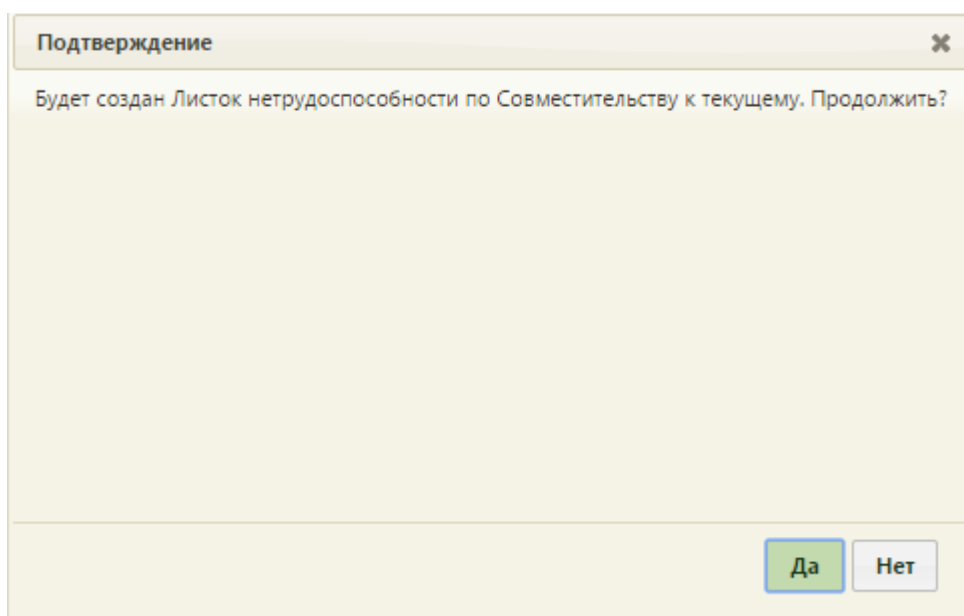 Подтверждение
Будет создан Листок нетрудоспособности по Совместительству к текущему. Продолжить?
Да Нет